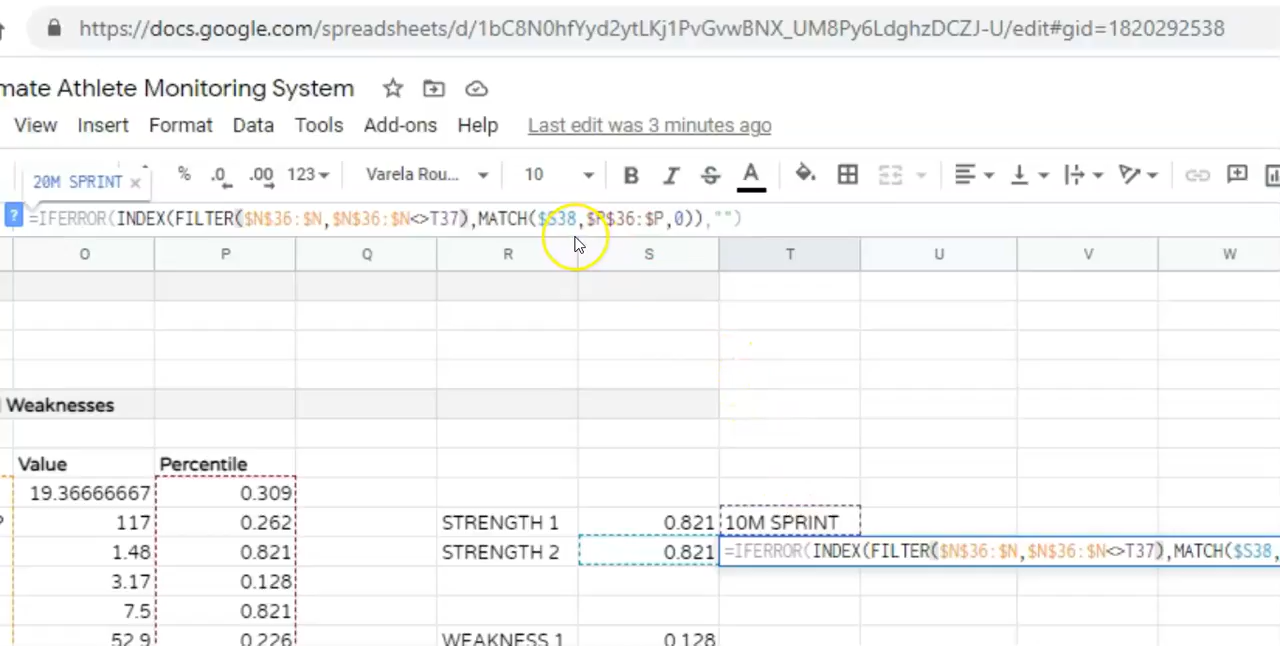 https://docs.google.com/spreadsheets/d/1bC8N0hfYyd2ytLKj1PvGvwBNX_UM8Py6LdghzDCZJ-U/edit#gid=1820292538
mate Athlete Monitoring System
View Insert Format Data Tools Add-ons Help Last edit was 3 minutes ago
20M SPRINT × % .0 .00 123 Varela Rou... 10 B I S A
? =IFERROR(INDEX(FILTER($N$36:$N,$N$36:$N<>T37),MATCH($S38,$P$36:$P,0)),"")
O P Q R S T U V W
Weaknesses
Value Percentile
19.36666667 0.309
117 0.262 STRENGTH 1 0.821 10M SPRINT
1.48 0.821 STRENGTH 2 0.821 =IFERROR(INDEX(FILTER($N$36:$N,$N$36:$N<>T37),MATCH($S38,
3.17 0.128
7.5 0.821
52.9 0.226 WEAKNESS 1 0.128